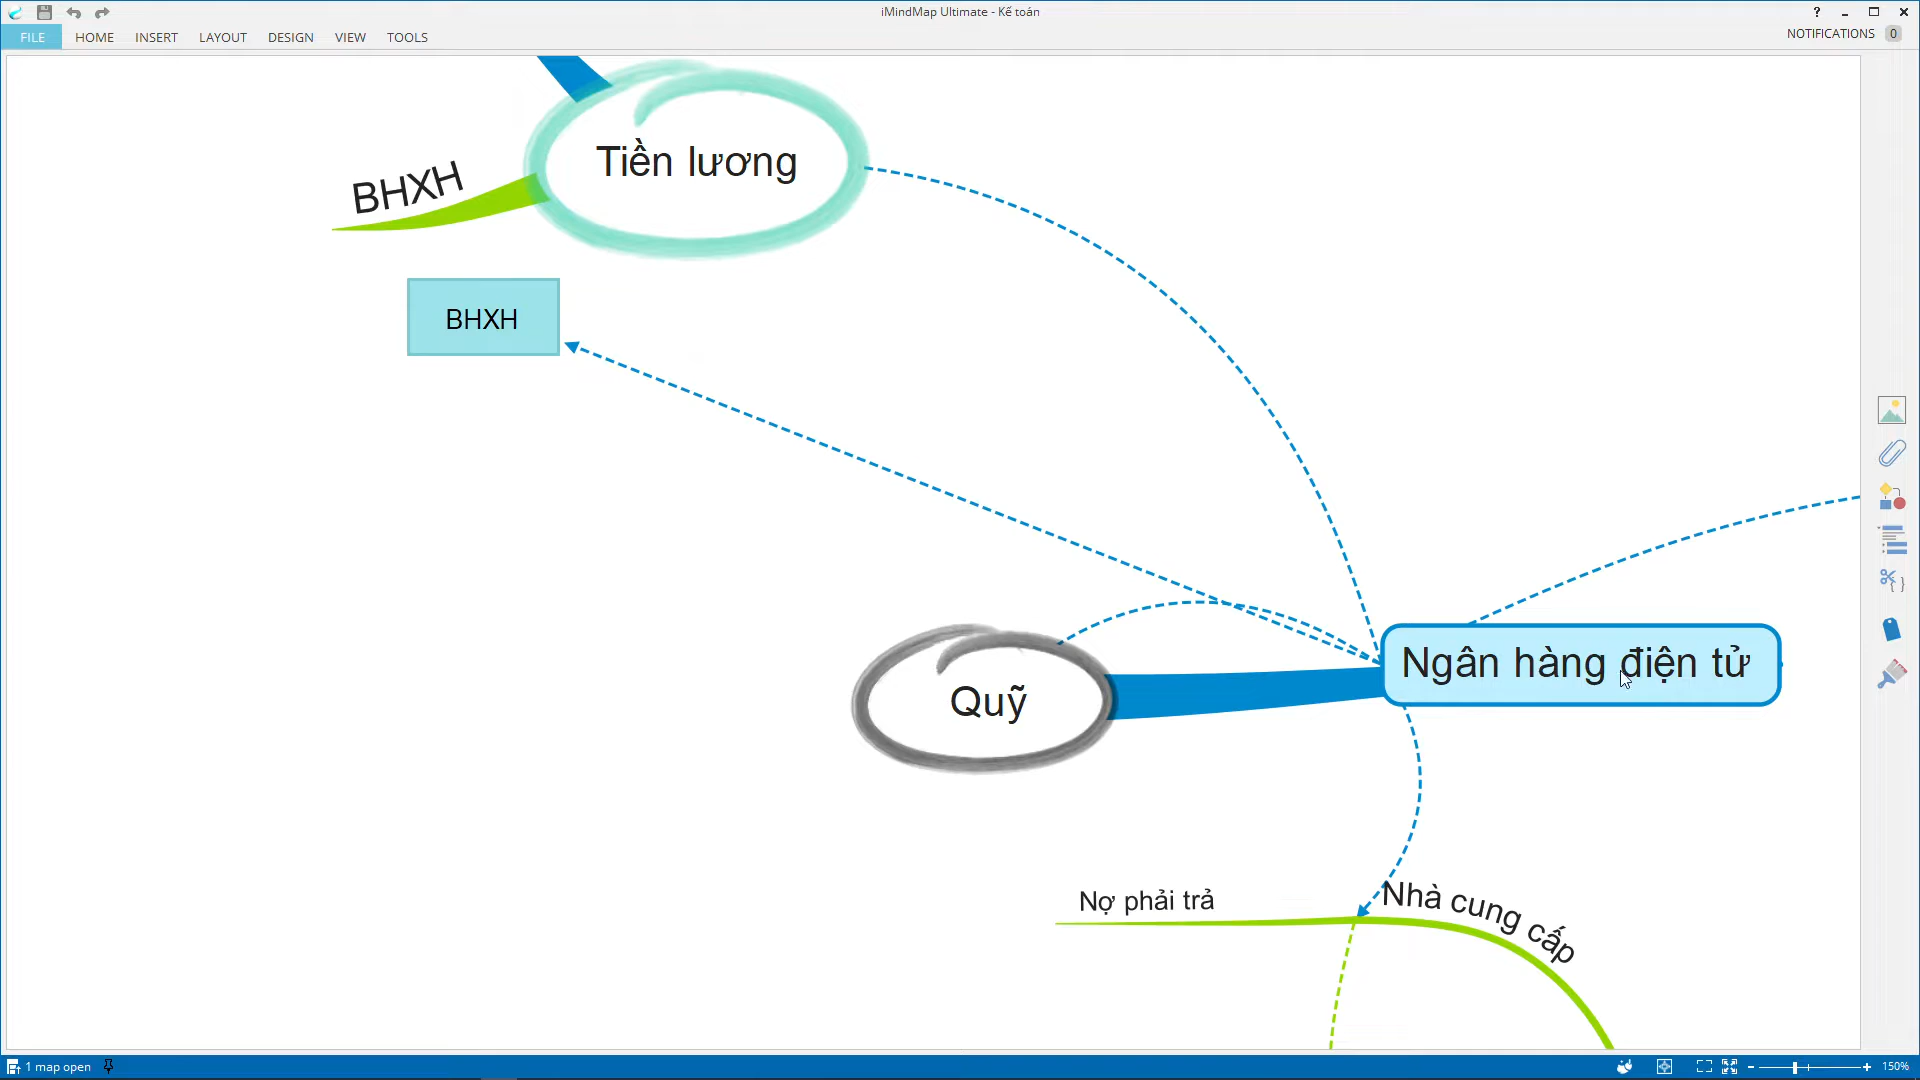 iMindMap Ultimate - Kế toán
?
FILE HOME INSERT LAYOUT DESIGN VIEW TOOLS
NOTIFICATIONS 0
Tiền lương
BHXH
BHXH
Ngân hàng điện tử
Quỹ
Nợ phải trả
Nhà cung cấp
1 map open
150%